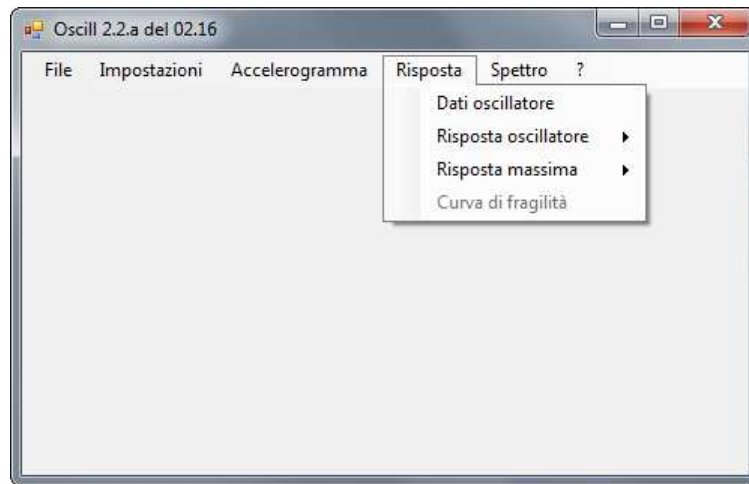 Oscill 2.2.a del 02.16
File Impostazioni Accelerogramma Risposta Spettro ?
Dati oscillatore
Risposta oscillatore
Risposta massima
Curva di fragilità